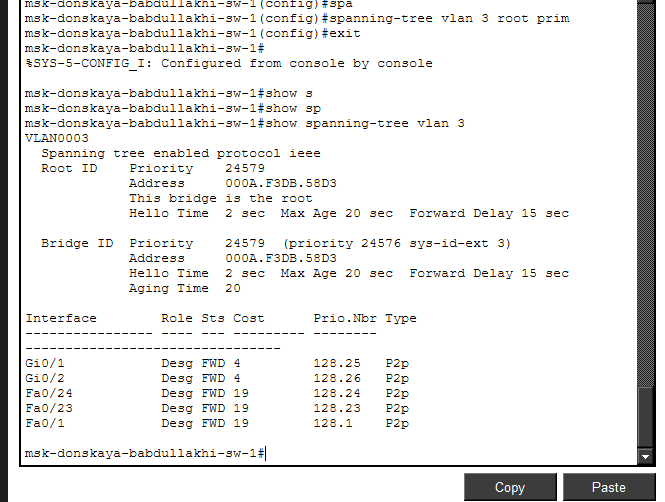 msk-donskaya-babdullakhi-sw-1(config)#spa
msk-donskaya-babdullakhi-sw-1(config)#spanning-tree vlan 3 root prim
msk-donskaya-babdullakhi-sw-1(config)#exit
msk-donskaya-babdullakhi-sw-1#
%SYS-5-CONFIG_I: Configured from console by console

msk-donskaya-babdullakhi-sw-1#show s
msk-donskaya-babdullakhi-sw-1#show sp
msk-donskaya-babdullakhi-sw-1#show spanning-tree vlan 3
VLAN0003
  Spanning tree enabled protocol ieee
  Root ID    Priority    24579
             Address     000A.F3DB.58D3
             This bridge is the root
             Hello Time  2 sec  Max Age 20 sec  Forward Delay 15 sec

  Bridge ID  Priority    24579  (priority 24576 sys-id-ext 3)
             Address     000A.F3DB.58D3
             Hello Time  2 sec  Max Age 20 sec  Forward Delay 15 sec
             Aging Time  20

Interface        Role Sts Cost      Prio.Nbr Type
---------------- ---- --- --------- -------- 
--------------------------------
Gi0/1            Desg FWD 4         128.25   P2p
Gi0/2            Desg FWD 4         128.26   P2p
Fa0/24           Desg FWD 19        128.24   P2p
Fa0/23           Desg FWD 19        128.23   P2p
Fa0/1            Desg FWD 19        128.1    P2p

msk-donskaya-babdullakhi-sw-1#
Copy Paste